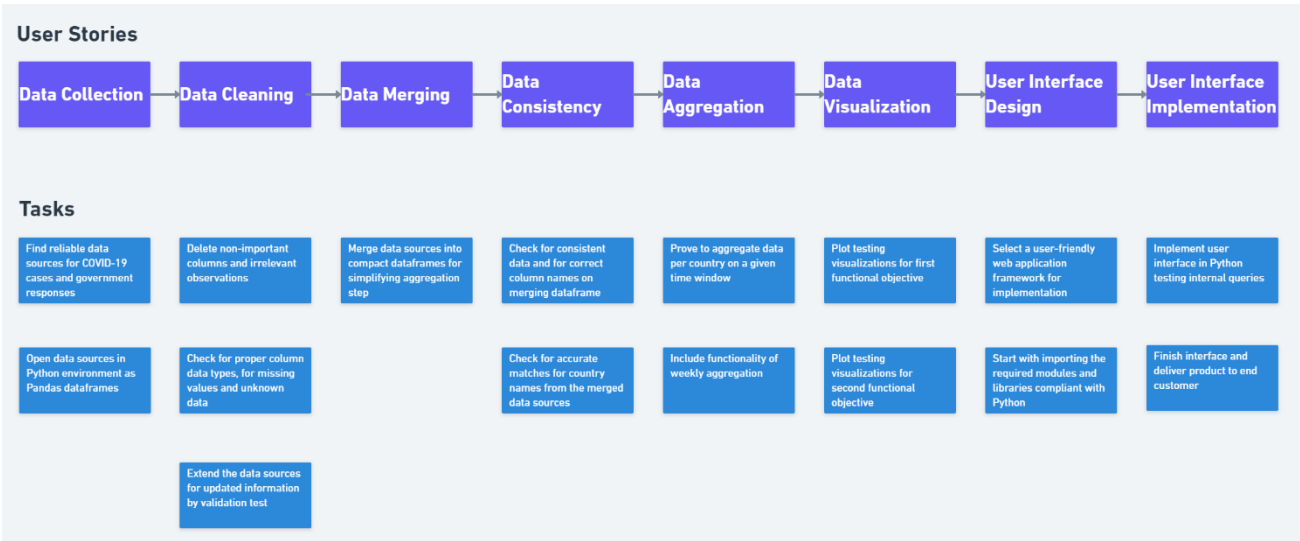 User Stories
Data Collection
Data Cleaning
Data Merging
Data
Consistency
Data
Aggregation
Data
Visualization
User Interface
Design
User Interface
Implementation
Tasks
Find reliable data
sources for COVID-19
cases and government
responses
Delete non-important
columns and irrelevant
observations
Merge data sources into
compact dataframes for
simplifying aggregation
step
Check for consistent
data and for correct
column names on
merging dataframe
Prove to aggregate data
per country on a given
time window
Plot testing
visualizations for first
functional objective
Select a user-friendly
web application
framework for
implementation
Implement user
interface in Python
testing internal queries
Open data sources in
Python environment as
Pandas dataframes
Check for proper column
data types, for missing
values and unknown
data
Check for accurate
matches for country
names from the merged
data sources
Include functionality of
weekly aggregation
Plot testing
visualizations for
second functional
objective
Start with importing the
required modules and
libraries compliant with
Python
Finish interface and
deliver product to end
customer
Extend the data sources
for updated information
by validation test